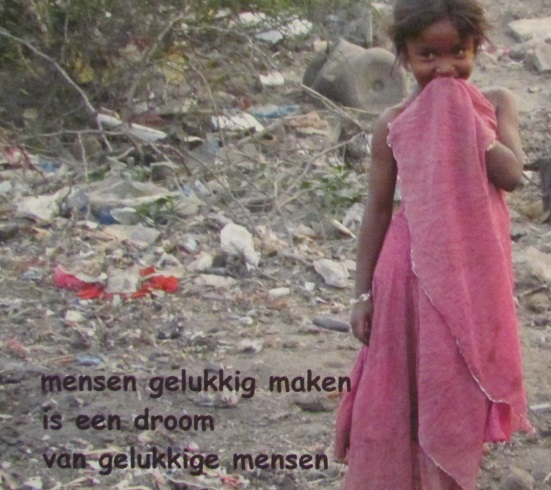 mensen gelukkig maken
is een droom
van gelukkige mensen